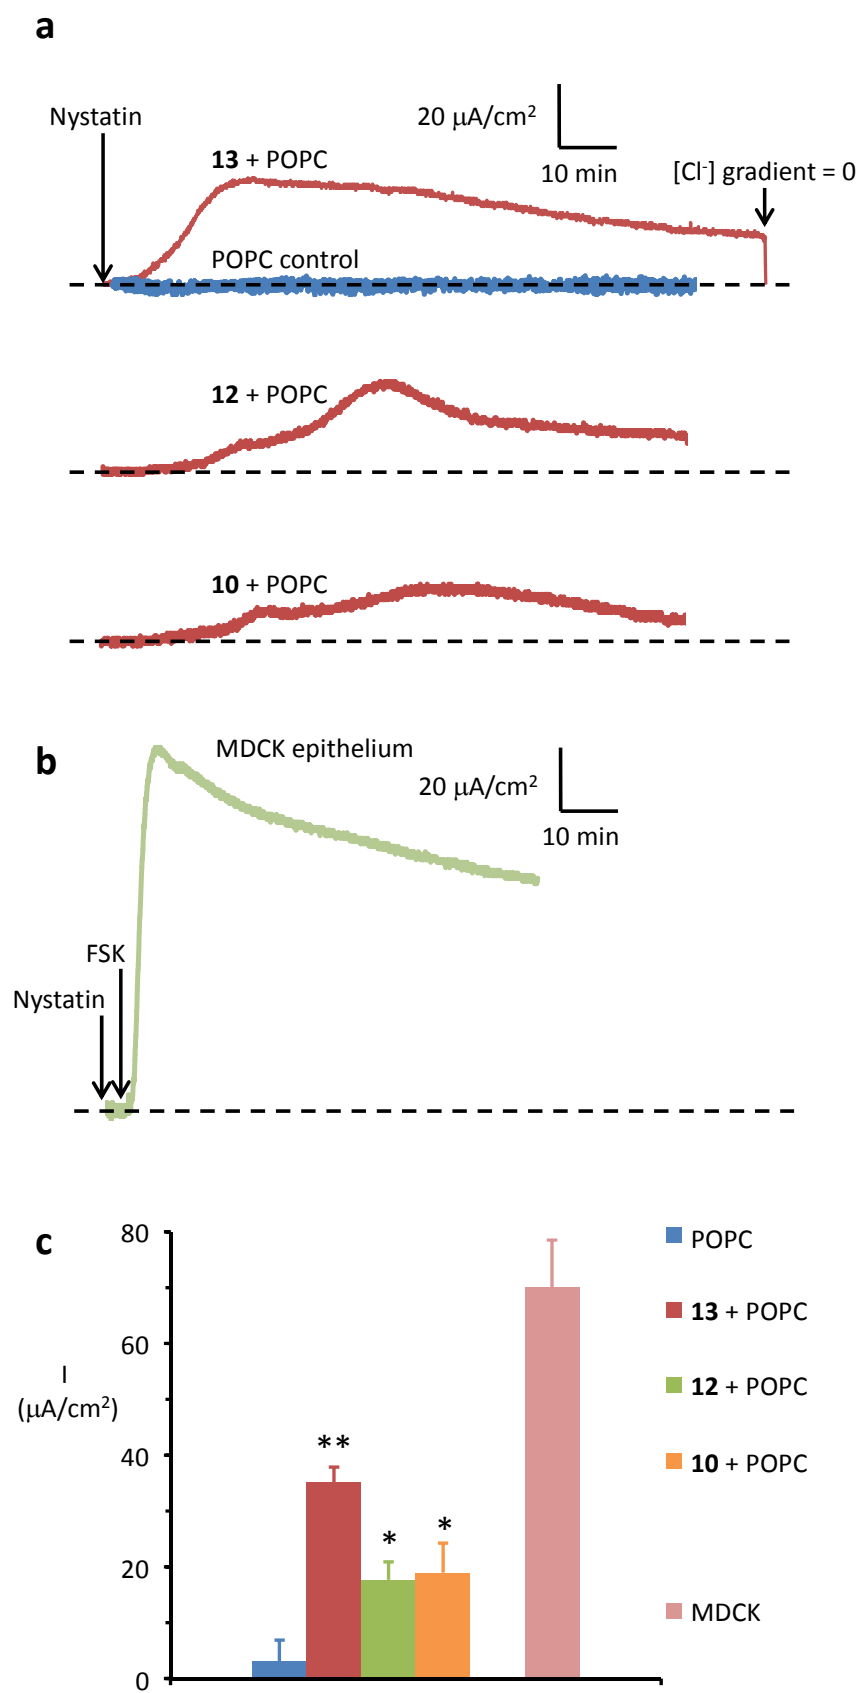 a
Nystatin
20 μA/cm²
10 min
13 + POPC
[Cl⁻] gradient = 0
POPC control
12 + POPC
10 + POPC
b
MDCK epithelium
20 μA/cm²
10 min
FSK
Nystatin
c
80
60
40
20
0
I
(μA/cm²)
**
*
*
POPC
13 + POPC
12 + POPC
10 + POPC
MDCK